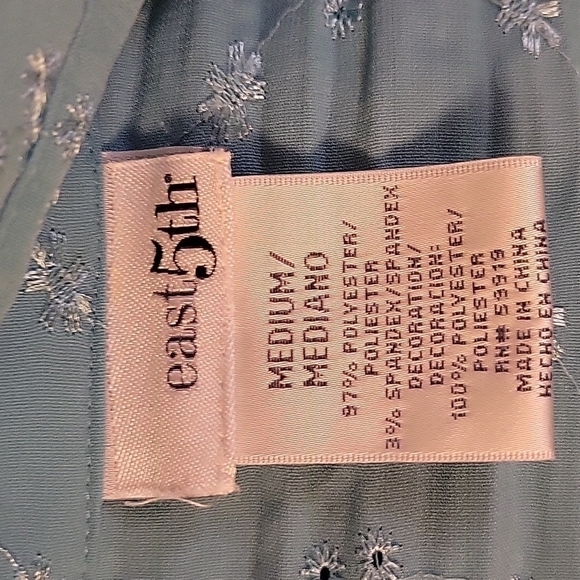 east5th
MEDIUM/
MEDIANO
97% POLYESTER/
POLIESTER
3% SPANDEX/SPANDEX
DECORATION/
DECORACION:
100% POLYESTER/
POLIESTER
RN# 59919
MADE IN CHINA
HECHO EN CHINA